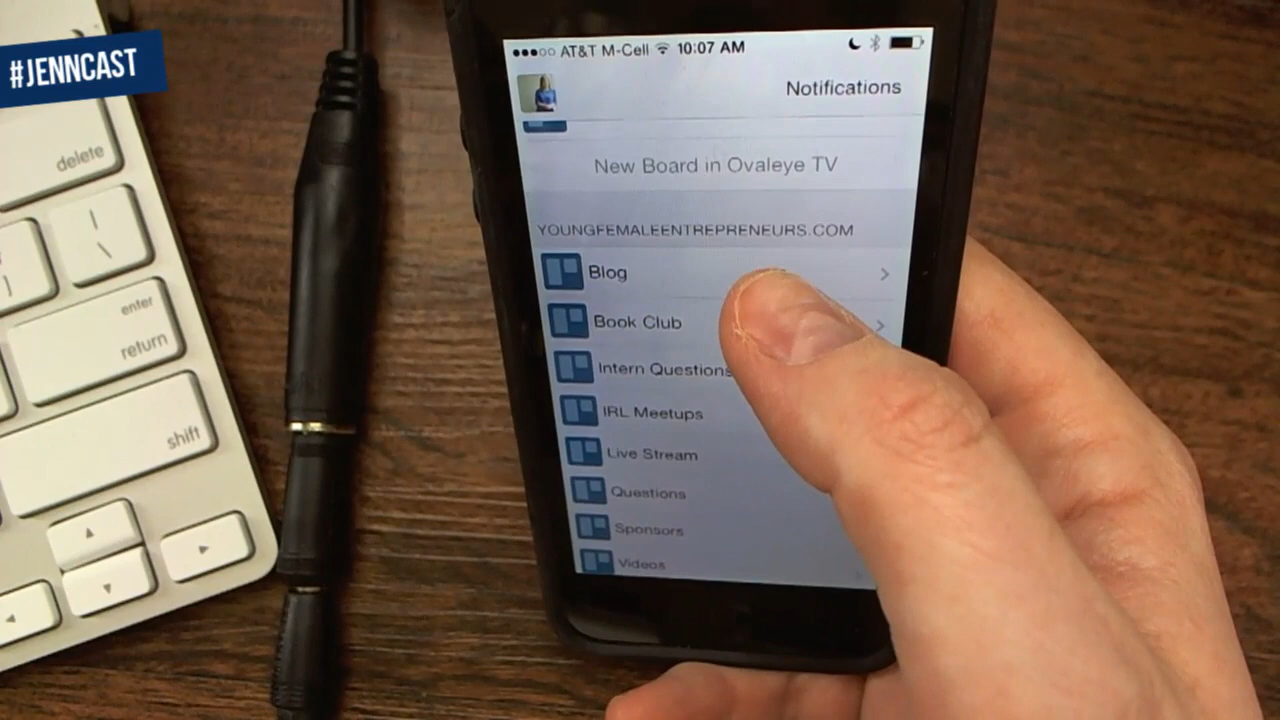 #JENNCAST
AT&T M-Cell 10:07 AM
Notifications
New Board in Ovaleye TV
YOUNGFEMALEENTREPRENEURS.COM
Blog
Book Club
Intern Questions
IRL Meetups
Live Stream
Questions
Sponsors
Videos
delete
enter
return
shift